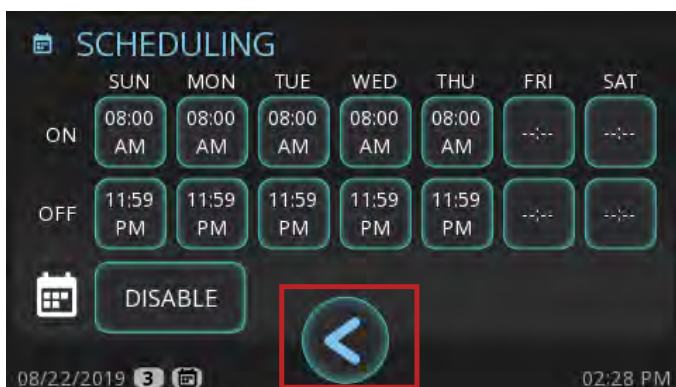 SCHEDULING
SUN MON TUE WED THU FRI SAT
ON 08:00 AM 08:00 AM 08:00 AM 08:00 AM 08:00 AM --:-- --:--
OFF 11:59 PM 11:59 PM 11:59 PM 11:59 PM 11:59 PM --:-- --:--
DISABLE
<
08/22/2019 3 02:28 PM